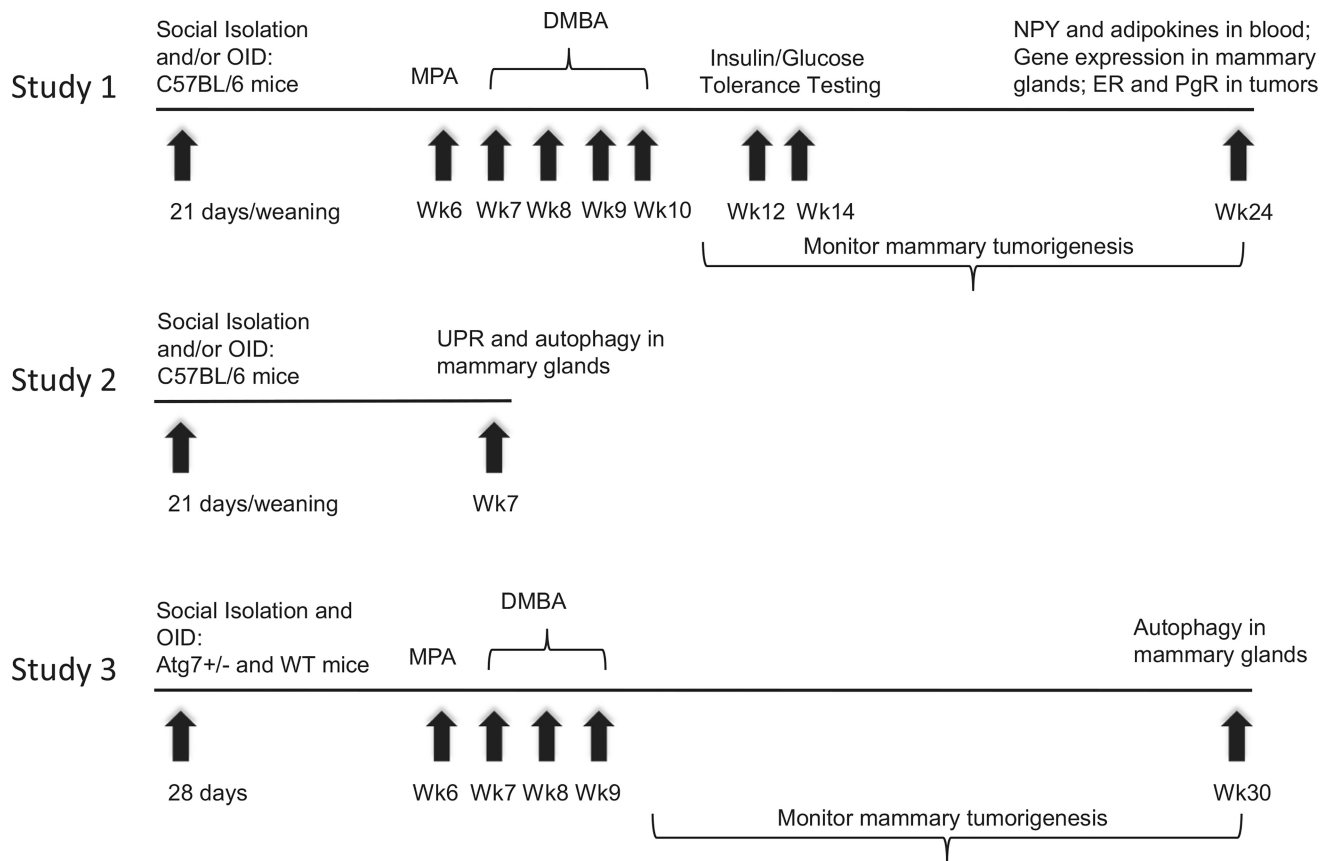 Study 1
Social Isolation
and/or OID:
C57BL/6 mice
MPA
DMBA
Insulin/Glucose
Tolerance Testing
NPY and adipokines in blood;
Gene expression in mammary
glands; ER and PgR in tumors
21 days/weaning
Wk6
Wk7
Wk8
Wk9
Wk10
Wk12
Wk14
Wk24
Monitor mammary tumorigenesis
Study 2
Social Isolation
and/or OID:
C57BL/6 mice
UPR and autophagy in
mammary glands
21 days/weaning
Wk7
Study 3
Social Isolation and
OID:
Atg7+/- and WT mice
MPA
DMBA
Autophagy in
mammary glands
28 days
Wk6
Wk7
Wk8
Wk9
Wk30
Monitor mammary tumorigenesis